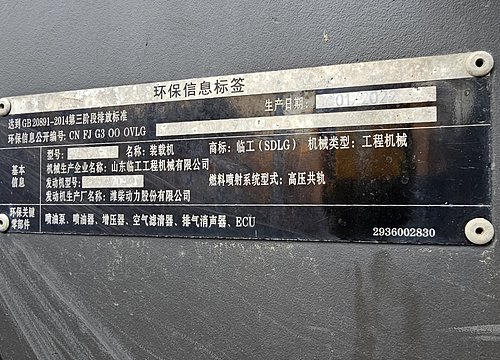 环保信息标签
生产日期:
达到GB 20891-2014第三阶段排放标准
环保信息公开编号: CN FJ G3 OO OVLG
基本信息
型号: 名称: 装载机 商标: 临工 (SDLG) 机械类型: 工程机械
机械生产企业名称: 山东临工工程机械有限公司
发动机型号: 燃料喷射系统型式: 高压共轨
发动机生产厂名称: 潍柴动力股份有限公司
环保关键零部件
喷油泵、喷油器、增压器、空气滤清器、排气消声器、ECU
2936002830